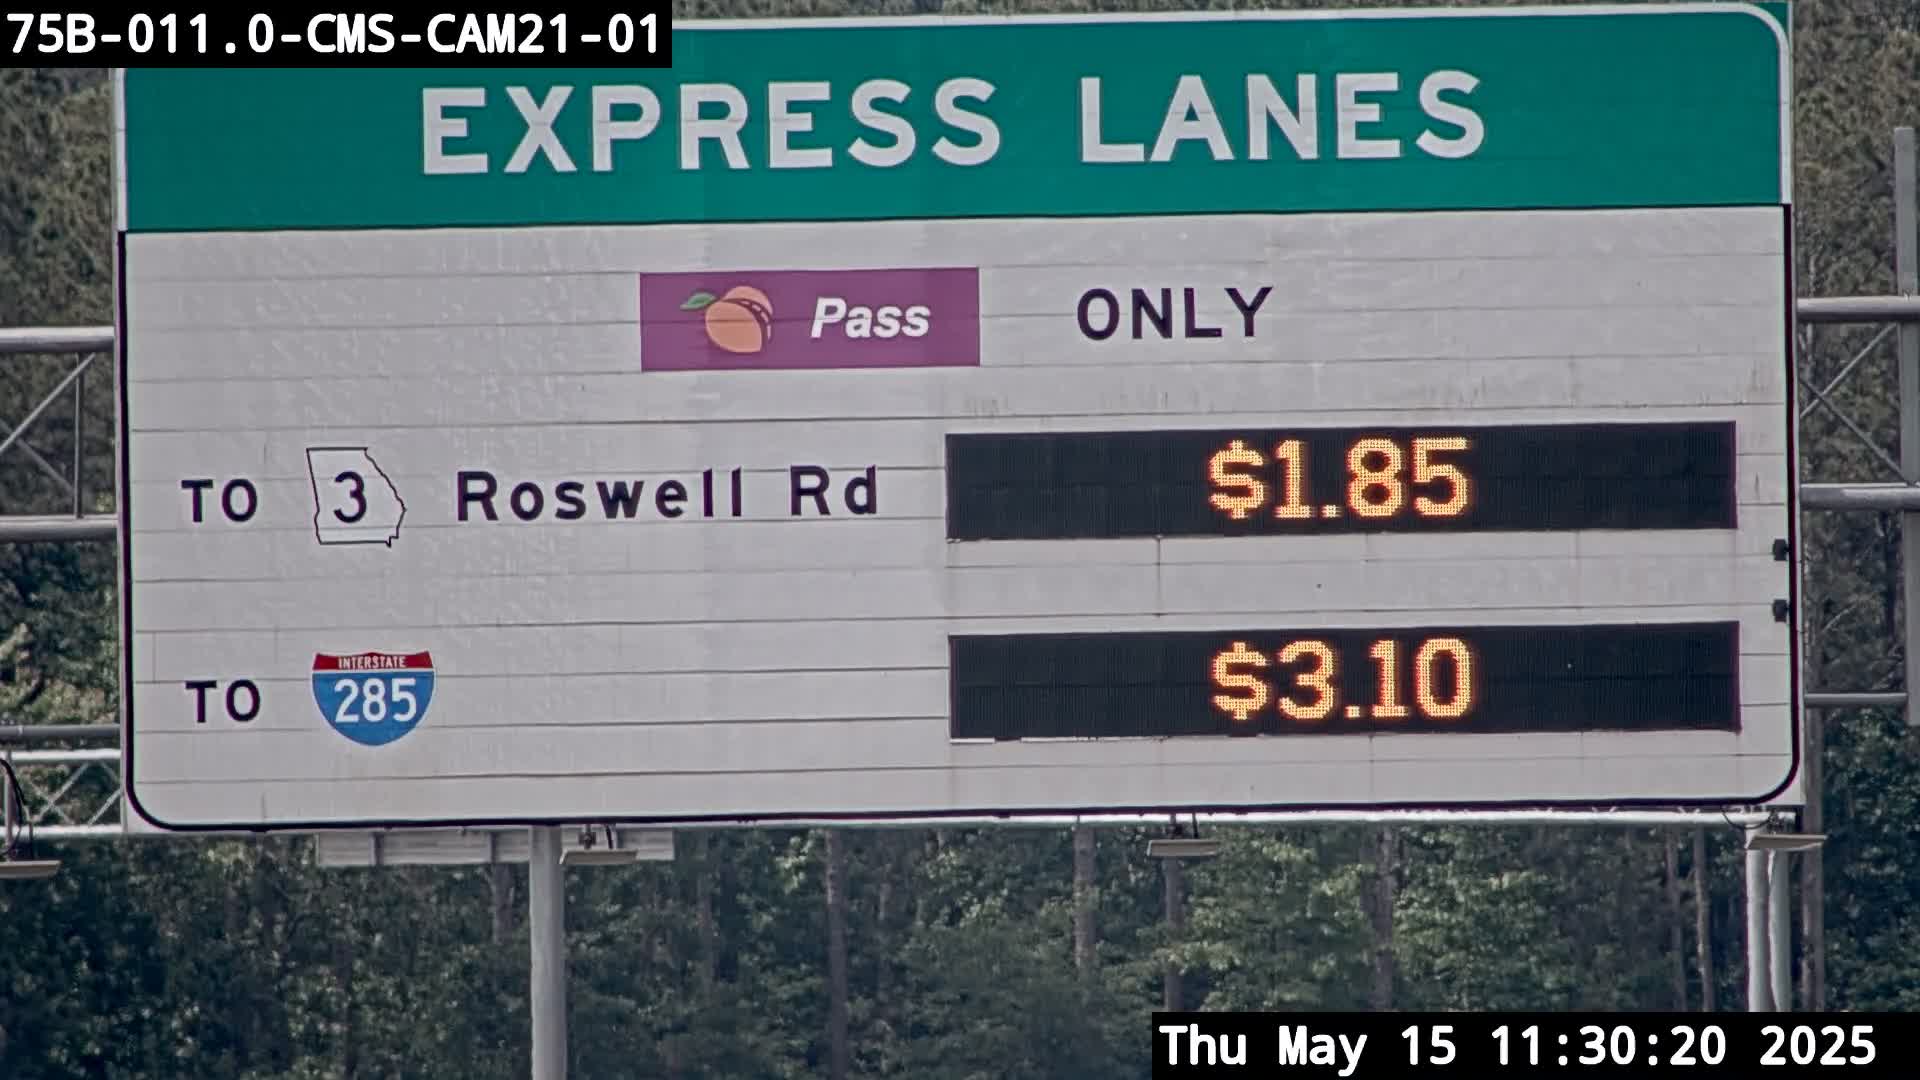 75B-011.0-CMS-CAM21-01
EXPRESS LANES
Pass ONLY
TO 3 Roswell Rd $1.85
TO INTERSTATE 285 $3.10
Thu May 15 11:30:20 2025